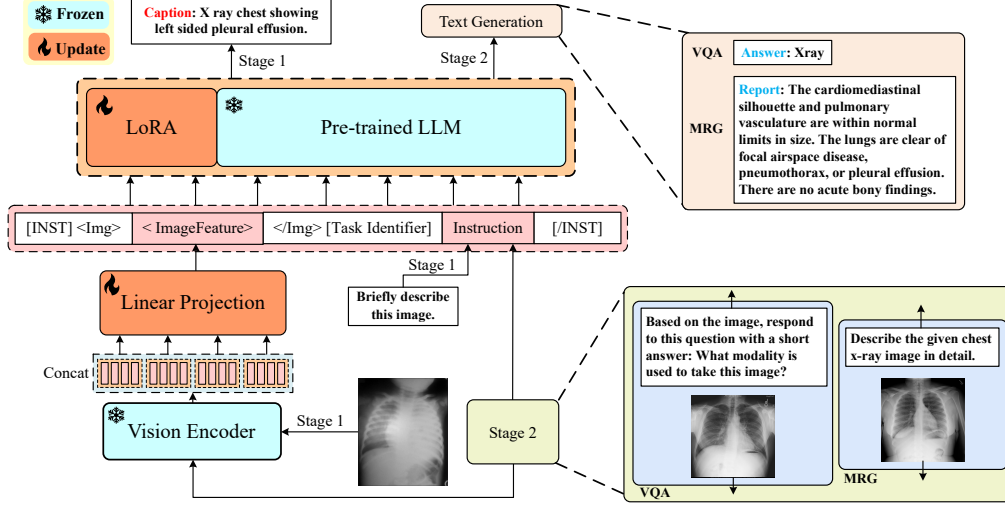 Frozen
Update
Caption: X ray chest showing
left sided pleural effusion.
Text Generation
Stage 1
Stage 2
VQA
Answer: Xray
MRG
Report: The cardiomediastinal
silhouette and pulmonary
vasculature are within normal
limits in size. The lungs are clear of
focal airspace disease,
pneumothorax, or pleural effusion.
There are no acute bony findings.
LoRA
Pre-trained LLM
[INST] <Img>
< ImageFeature>
</Img> [Task Identifier]
Instruction
[/INST]
Stage 1
Linear Projection
Briefly describe
this image.
Concat
Vision Encoder
Stage 1
Stage 2
Based on the image, respond
to this question with a short
answer: What modality is
used to take this image?
VQA
Describe the given chest
x-ray image in detail.
MRG